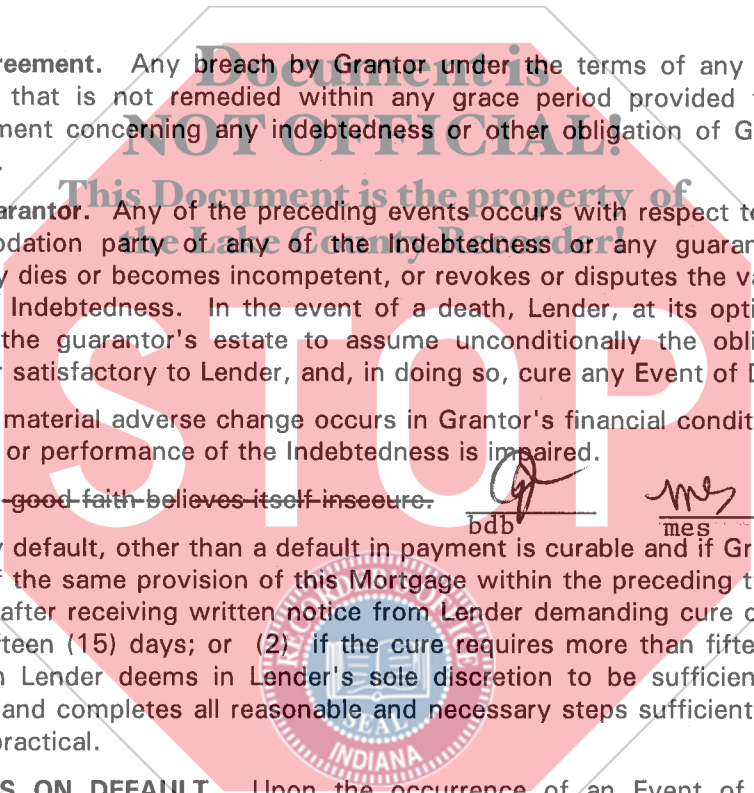 reement. Any breach by Grantor under the terms of any
that is not remedied within any grace period provided t
ment concerning any indebtedness or other obligation of G
arantor. Any of the preceding events occurs with respect to
odation party of any of the Indebtedness or any guaran
y dies or becomes incompetent, or revokes or disputes the va
Indebtedness. In the event of a death, Lender, at its opti
the guarantor's estate to assume unconditionally the obli
r satisfactory to Lender, and, in doing so, cure any Event of D
material adverse change occurs in Grantor's financial condit
or performance of the Indebtedness is impaired.
good faith believes itself insecure.
bdb mes
y default, other than a default in payment is curable and if Gr
f the same provision of this Mortgage within the preceding t
after receiving written notice from Lender demanding cure o
fteen (15) days; or (2) if the cure requires more than fifte
n Lender deems in Lender's sole discretion to be sufficien
and completes all reasonable and necessary steps sufficient
practical.
S ON DEFAULT. Upon the occurrence of an Event of
Document is
NOT OFFICIAL!
This Document is the property of
the Lake County Recorder!
STOP
RECORDER'S OFFICE
SEAL
INDIANA